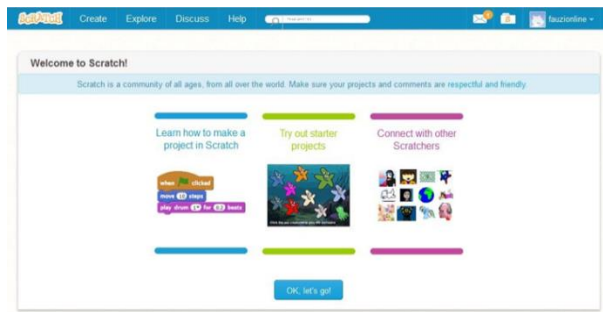 SCRATCH Create Explore Discuss Help fauzionline
Welcome to Scratch!
Scratch is a community of all ages, from all over the world. Make sure your projects and comments are respectful and friendly.
Learn how to make a
project in Scratch
Try out starter
projects
Connect with other
Scratchers
when clicked
move 10 steps
play drum for 0.2 beats
OK, let's go!